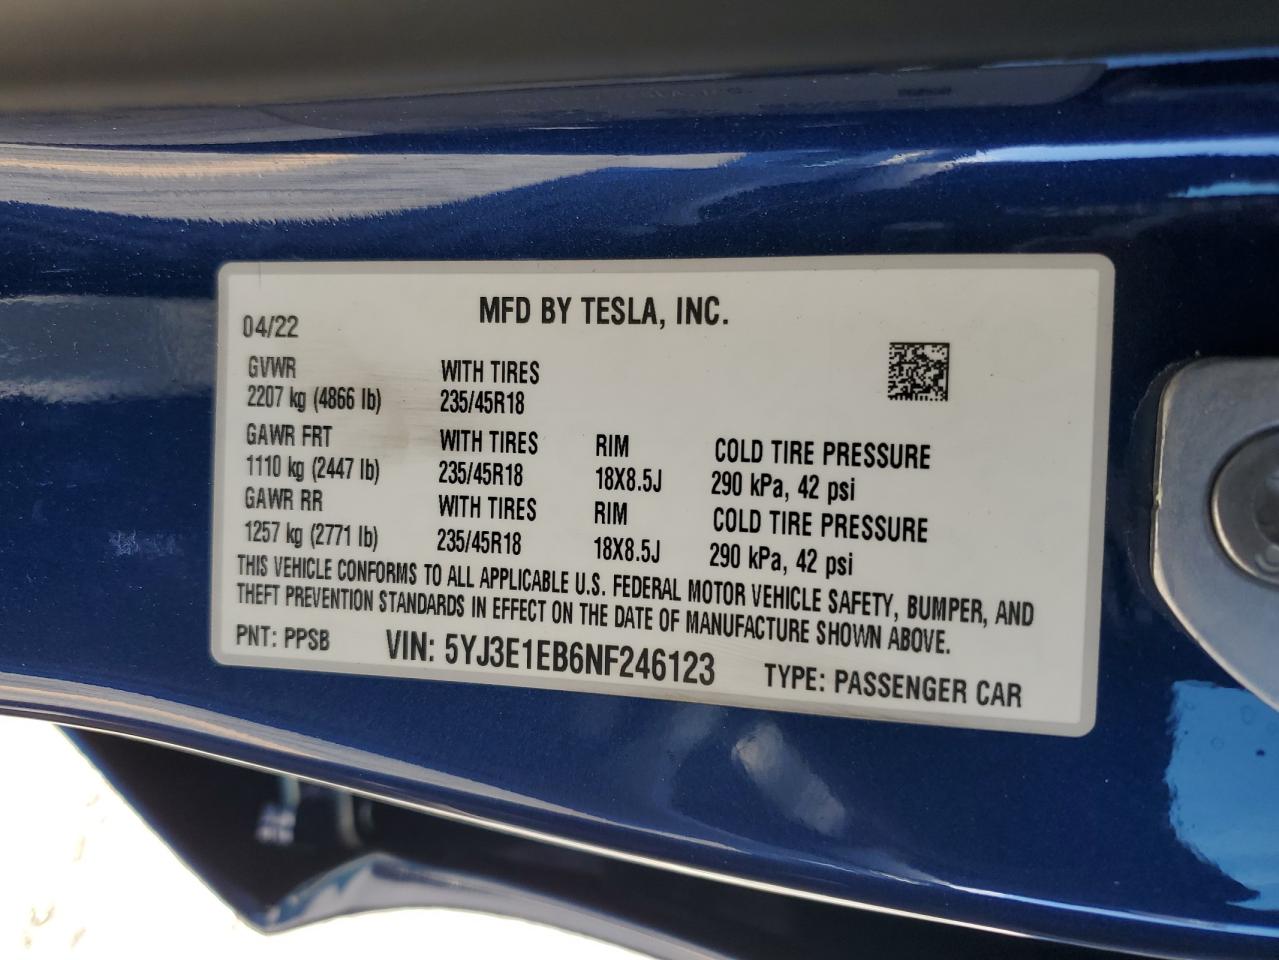 MFD BY TESLA, INC.
04/22
GVWR WITH TIRES
2207 kg (4866 lb) 235/45R18
GAWR FRT WITH TIRES RIM COLD TIRE PRESSURE
1110 kg (2447 lb) 235/45R18 18X8.5J 290 kPa, 42 psi
GAWR RR WITH TIRES RIM COLD TIRE PRESSURE
1257 kg (2771 lb) 235/45R18 18X8.5J 290 kPa, 42 psi
THIS VEHICLE CONFORMS TO ALL APPLICABLE U.S. FEDERAL MOTOR VEHICLE SAFETY, BUMPER, AND
THEFT PREVENTION STANDARDS IN EFFECT ON THE DATE OF MANUFACTURE SHOWN ABOVE.
PNT: PPSB VIN: 5YJ3E1EB6NF246123 TYPE: PASSENGER CAR